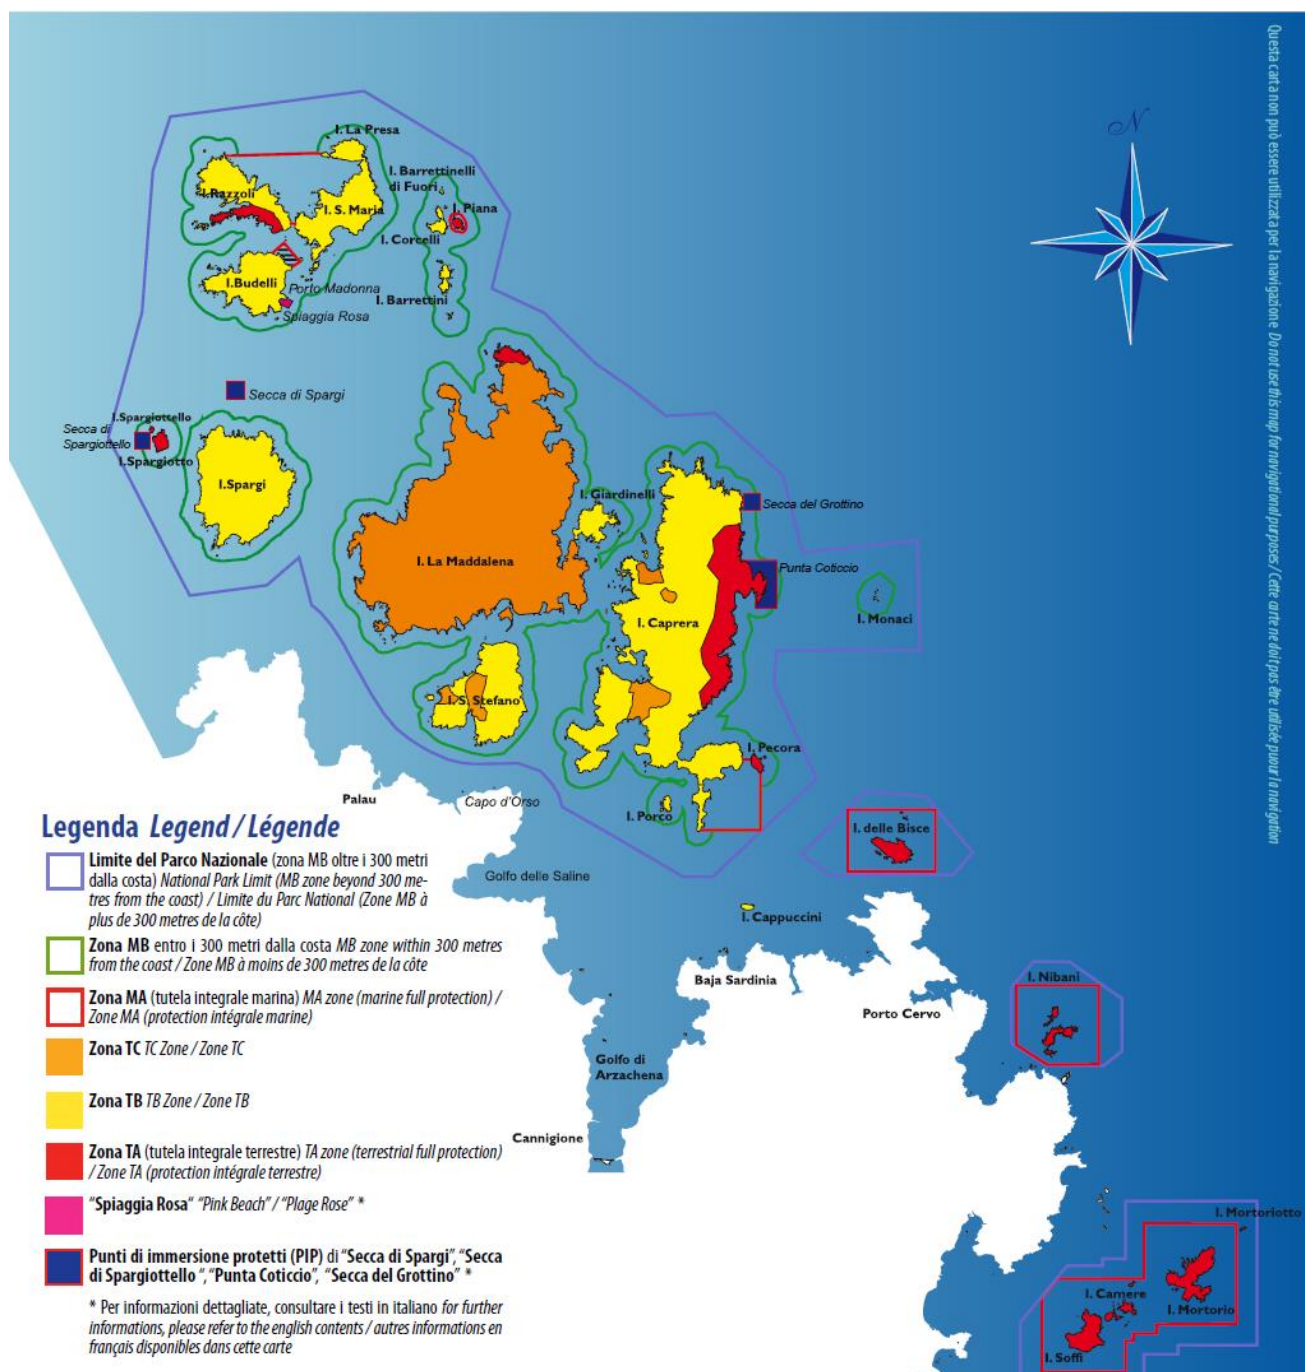 N
Questa carta non può essere utilizzata per la navigazione Do not use this map for navigational purposes / Cette carte ne doit pas être utilisée puour la navigation
I. La Presa
I. Barrettinelli
di Fuori
I.Razzoli
I. S. Maria
I. Piana
I. Corcelli
I.Budelli
Porto Madonna
I. Barrettini
Spiaggia Rosa
Secca di Spargi
I.Spargiottello
Secca di
Spargiottello
I.Spargiotto
I.Spargi
I. Giardinelli
Secca del Grottino
I. La Maddalena
Punta Coticcio
I. Monaci
I. Caprera
I. S. Stefano
I. Pecora
Palau
Capo d'Orso
I. Porco
I. delle Bisce
Golfo delle Saline
I. Cappuccini
Baja Sardinia
I. Nibani
Porto Cervo
Golfo di
Arzachena
Cannigione
I. Mortoriotto
I. Camere
I. Mortorio
I. Soffi
Legenda Legend / Légende
Limite del Parco Nazionale (zona MB oltre i 300 metri
dalla costa) National Park Limit (MB zone beyond 300 me-
tres from the coast) / Limite du Parc National (Zone MB à
plus de 300 metres de la côte)
Zona MB entro i 300 metri dalla costa MB zone within 300 metres
from the coast / Zone MB à moins de 300 metres de la côte
Zona MA (tutela integrale marina) MA zone (marine full protection) /
Zone MA (protection intégrale marine)
Zona TC TC Zone / Zone TC
Zona TB TB Zone / Zone TB
Zona TA (tutela integrale terrestre) TA zone (terrestrial full protection)
/ Zone TA (protection intégrale terrestre)
"Spiaggia Rosa" "Pink Beach" / "Plage Rose" *
Punti di immersione protetti (PIP) di "Secca di Spargi", "Secca
di Spargiottello ", "Punta Coticcio", "Secca del Grottino" *
* Per informazioni dettagliate, consultare i testi in italiano for further
informations, please refer to the english contents / autres informations en
français disponibles dans cette carte